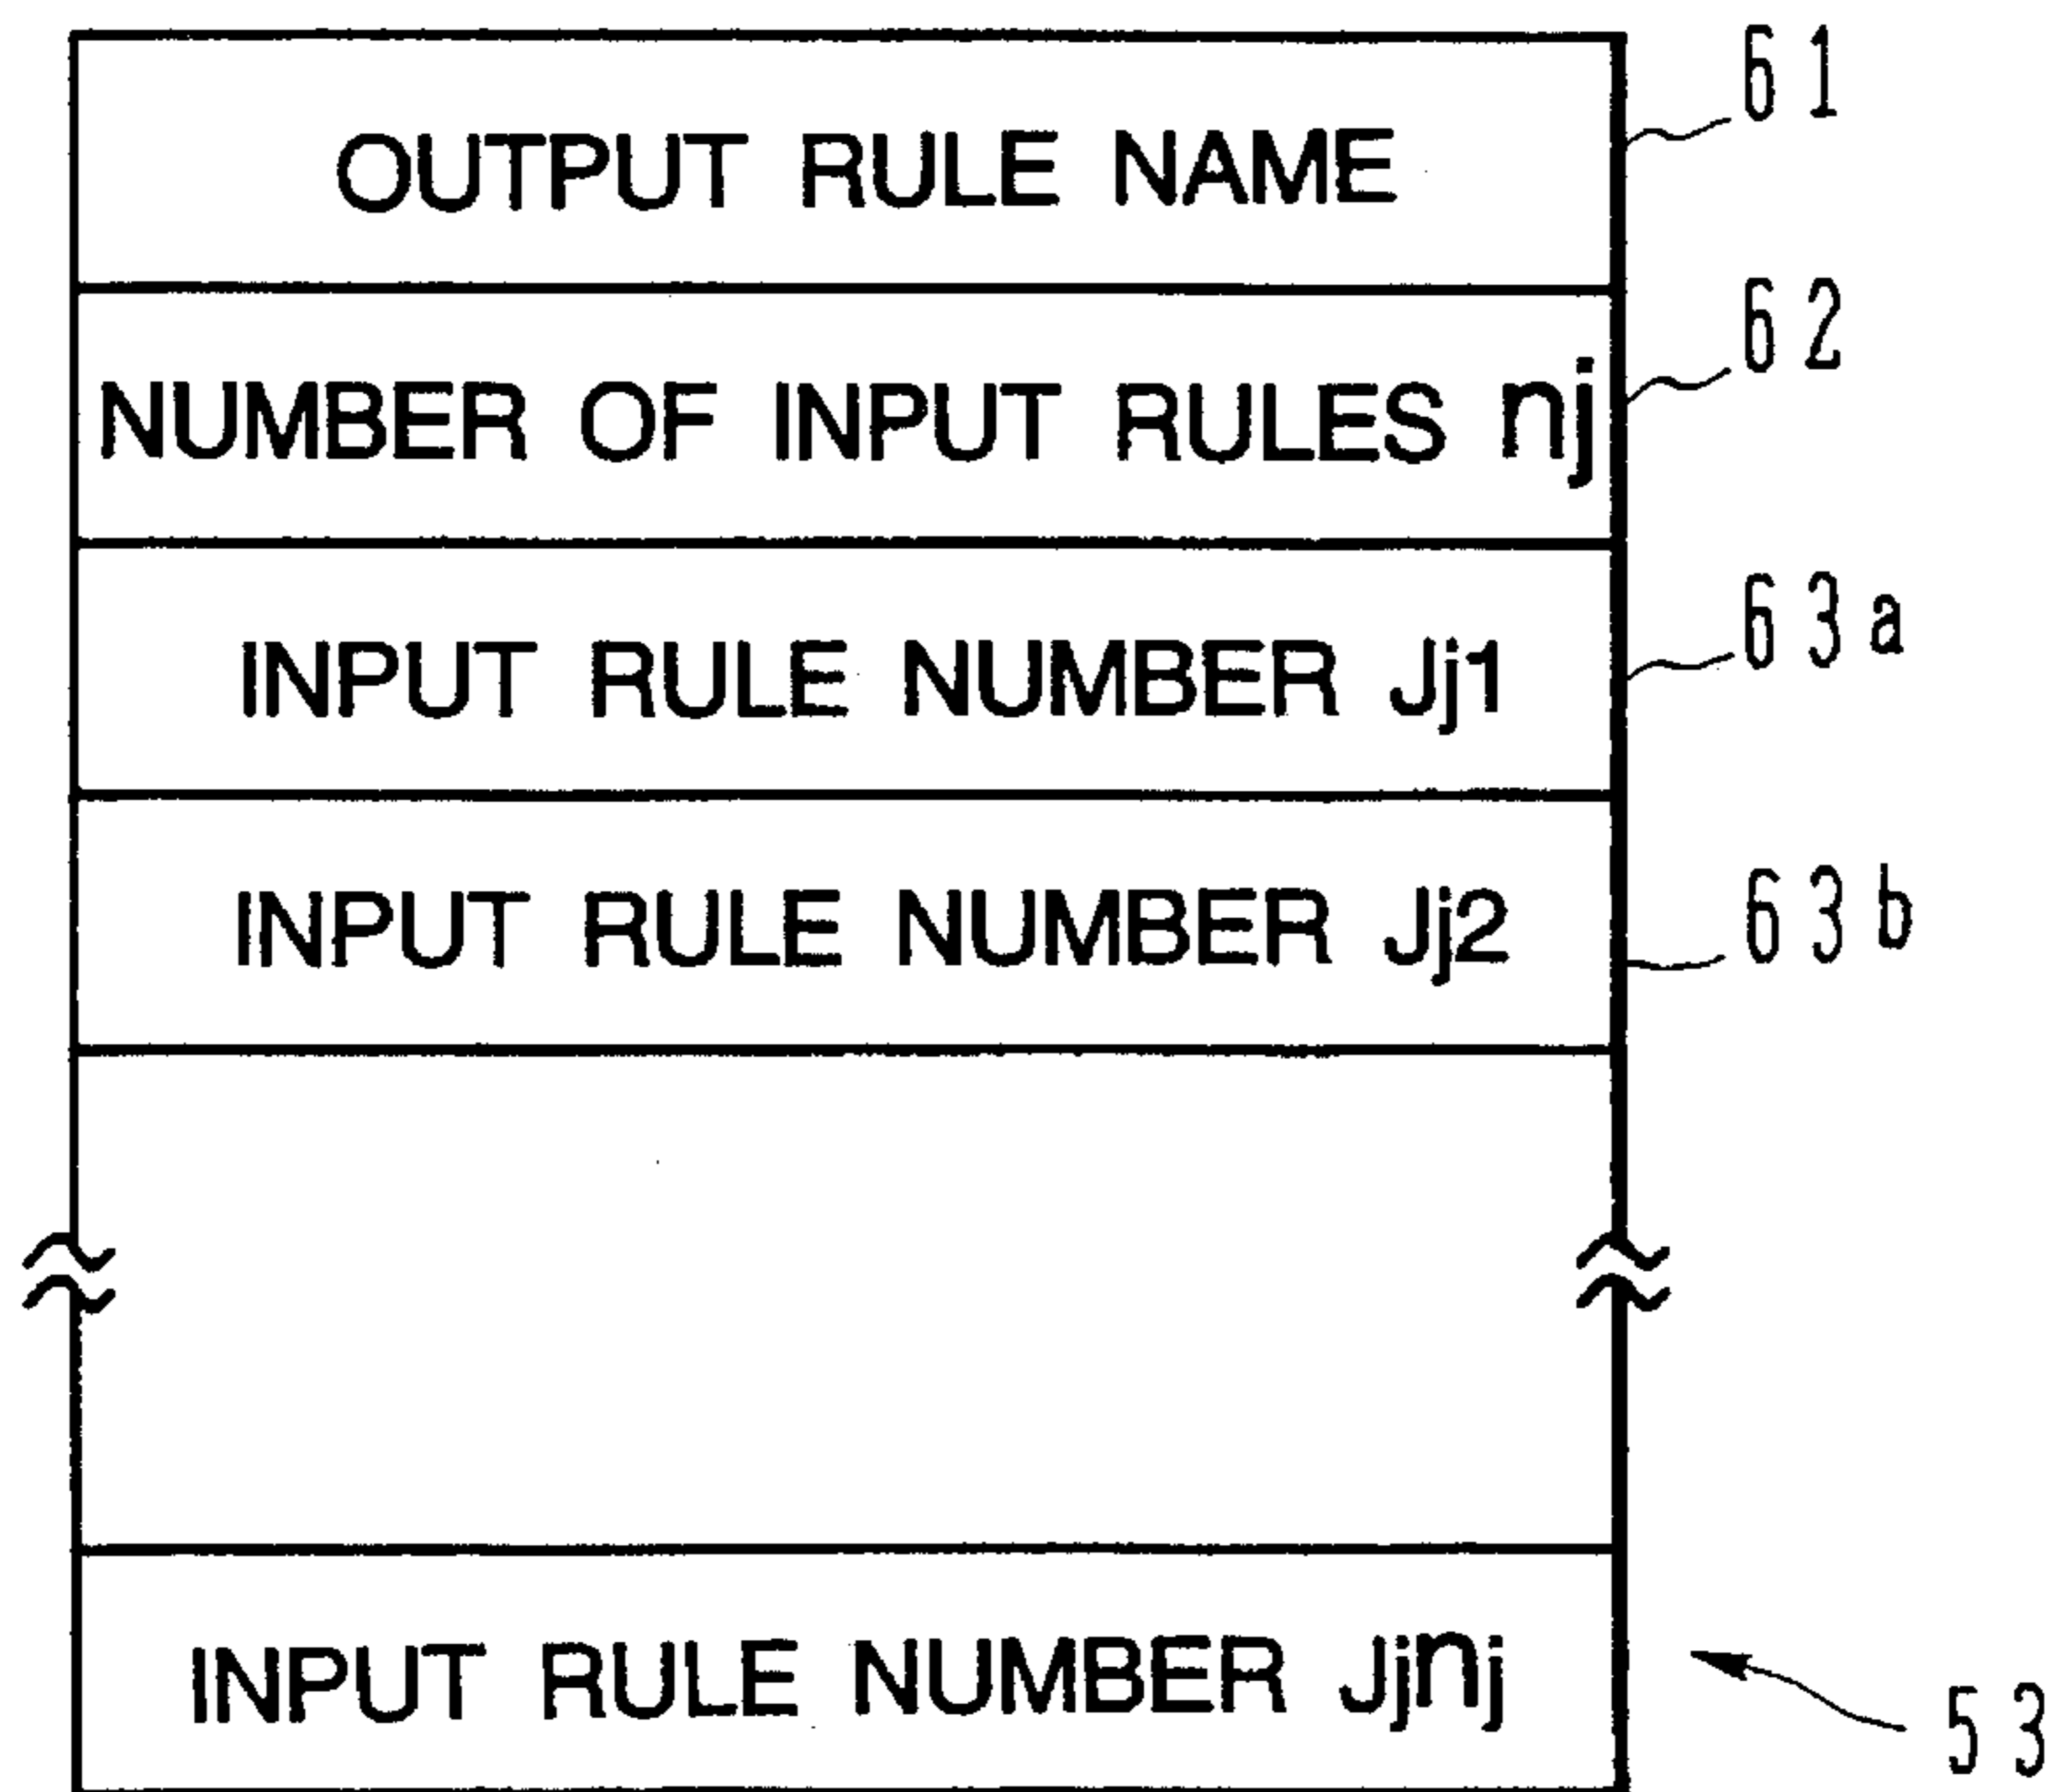 OUTPUT RULE NAME 61
NUMBER OF INPUT RULES nj 62
INPUT RULE NUMBER Jj1 63a
INPUT RULE NUMBER Jj2 63b
INPUT RULE NUMBER Jjnj
53